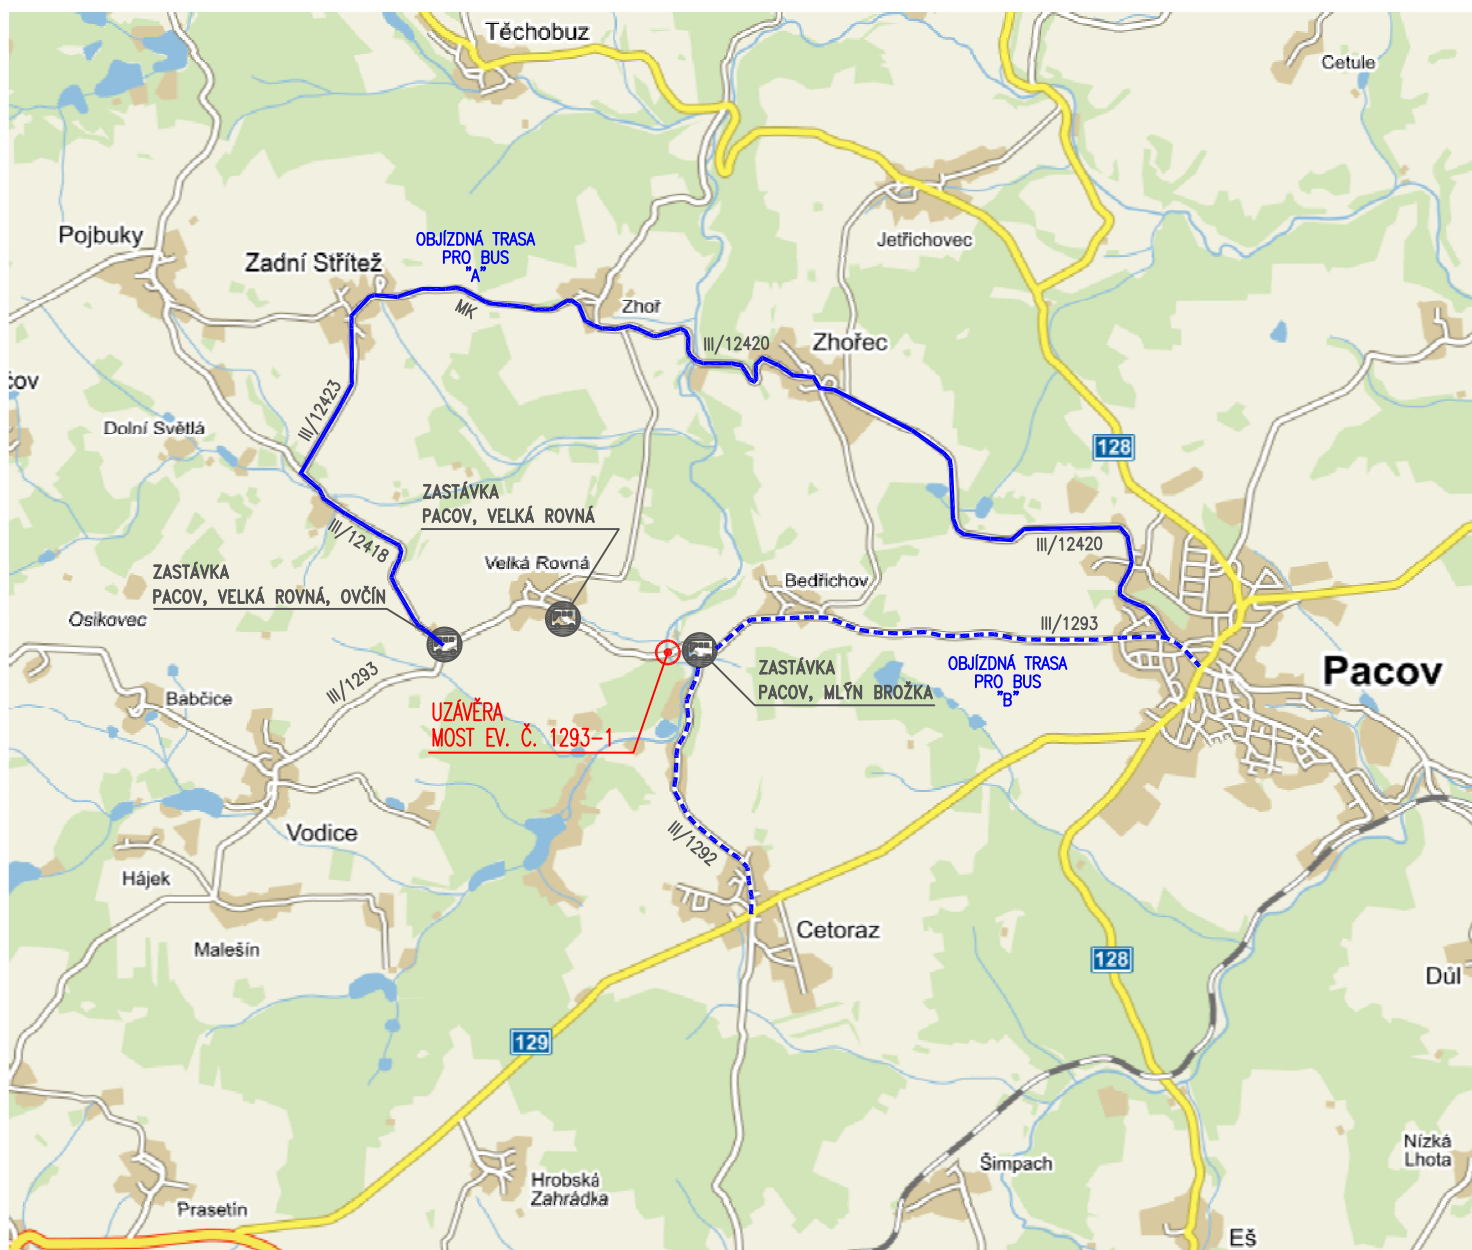 Těchobuz
Cetule
Pojbuky
OBJÍZDNÁ TRASA
PRO BUS
"A"
Jetřichovec
Zadní Střítež
MK
Zhoř
III/12420
Zhořec
čov
III/12423
Dolní Světlá
128
ZASTÁVKA
PACOV, VELKÁ ROVNÁ
III/12418
III/12420
Velká Rovná
ZASTÁVKA
PACOV, VELKÁ ROVNÁ, OVČÍN
Bedřichov
Osikovec
III/1293
OBJÍZDNÁ TRASA
PRO BUS
"B"
Pacov
ZASTÁVKA
PACOV, MLÝN BROŽKA
III/1293
Babčice
UZÁVĚRA
MOST EV. Č. 1293-1
Vodice
III/1292
Hájek
Cetoraz
Malešín
128
Důl
129
Nízká
Lhota
Šimpach
Hrobská
Zahrádka
Prasetín
Eš